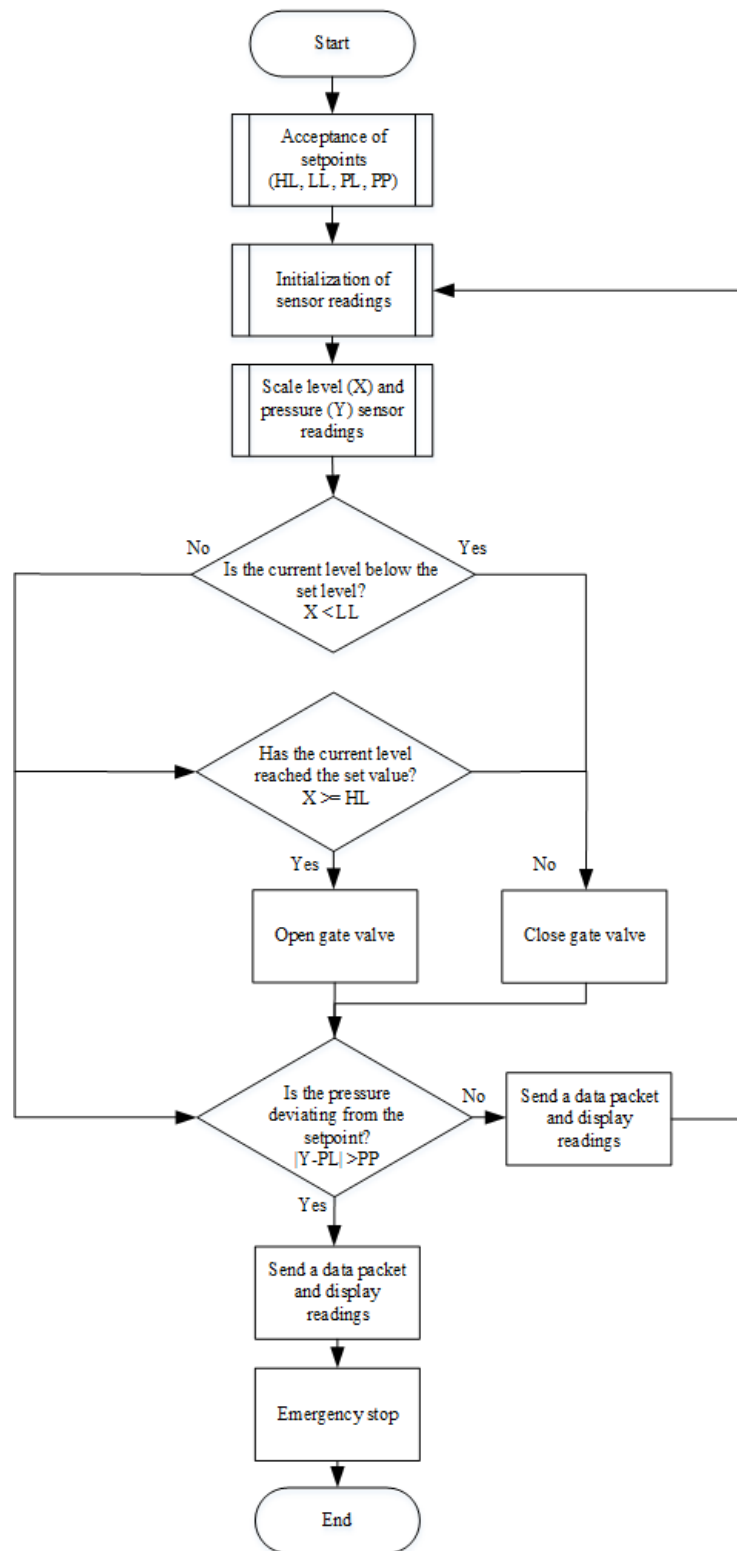 Start
Acceptance of
setpoints
(HL, LL, PL, PP)
Initialization of
sensor readings
Scale level (X) and
pressure (Y) sensor
readings
No
Yes
Is the current level below the
set level?
X < LL
Has the current level
reached the set value?
X >= HL
Yes
No
Open gate valve
Close gate valve
Is the pressure
deviating from the
setpoint?
|Y-PL| >PP
No
Send a data packet
and display
readings
Yes
Send a data packet
and display
readings
Emergency stop
End